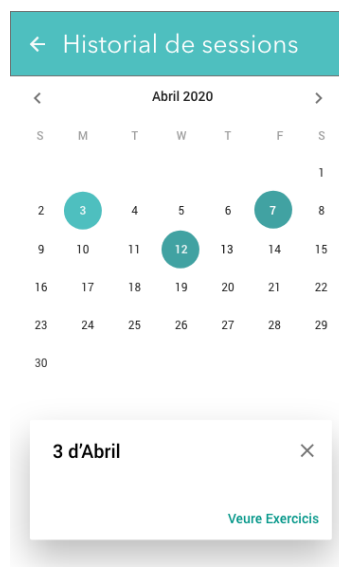 Historial de sessions
Abril 2020
S M T W T F S
1
2 3 4 5 6 7 8
9 10 11 12 13 14 15
16 17 18 19 20 21 22
23 24 25 26 27 28 29
30
3 d'Abril
Veure Exercicis